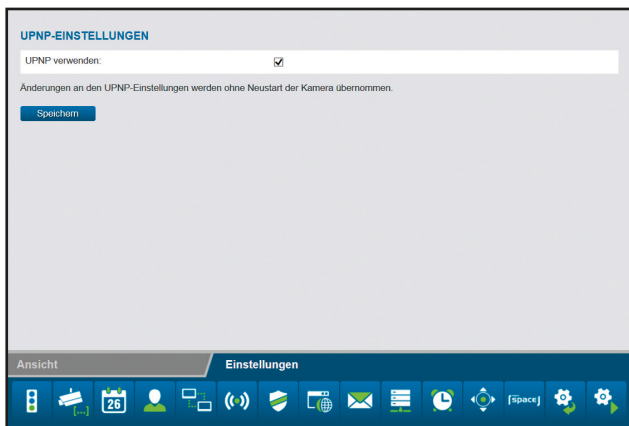 UPNP-EINSTELLUNGEN
UPNP verwenden:
Änderungen an den UPNP-Einstellungen werden ohne Neustart der Kamera übernommen.
Speichern
Ansicht
Einstellungen
[...]
26
[space]